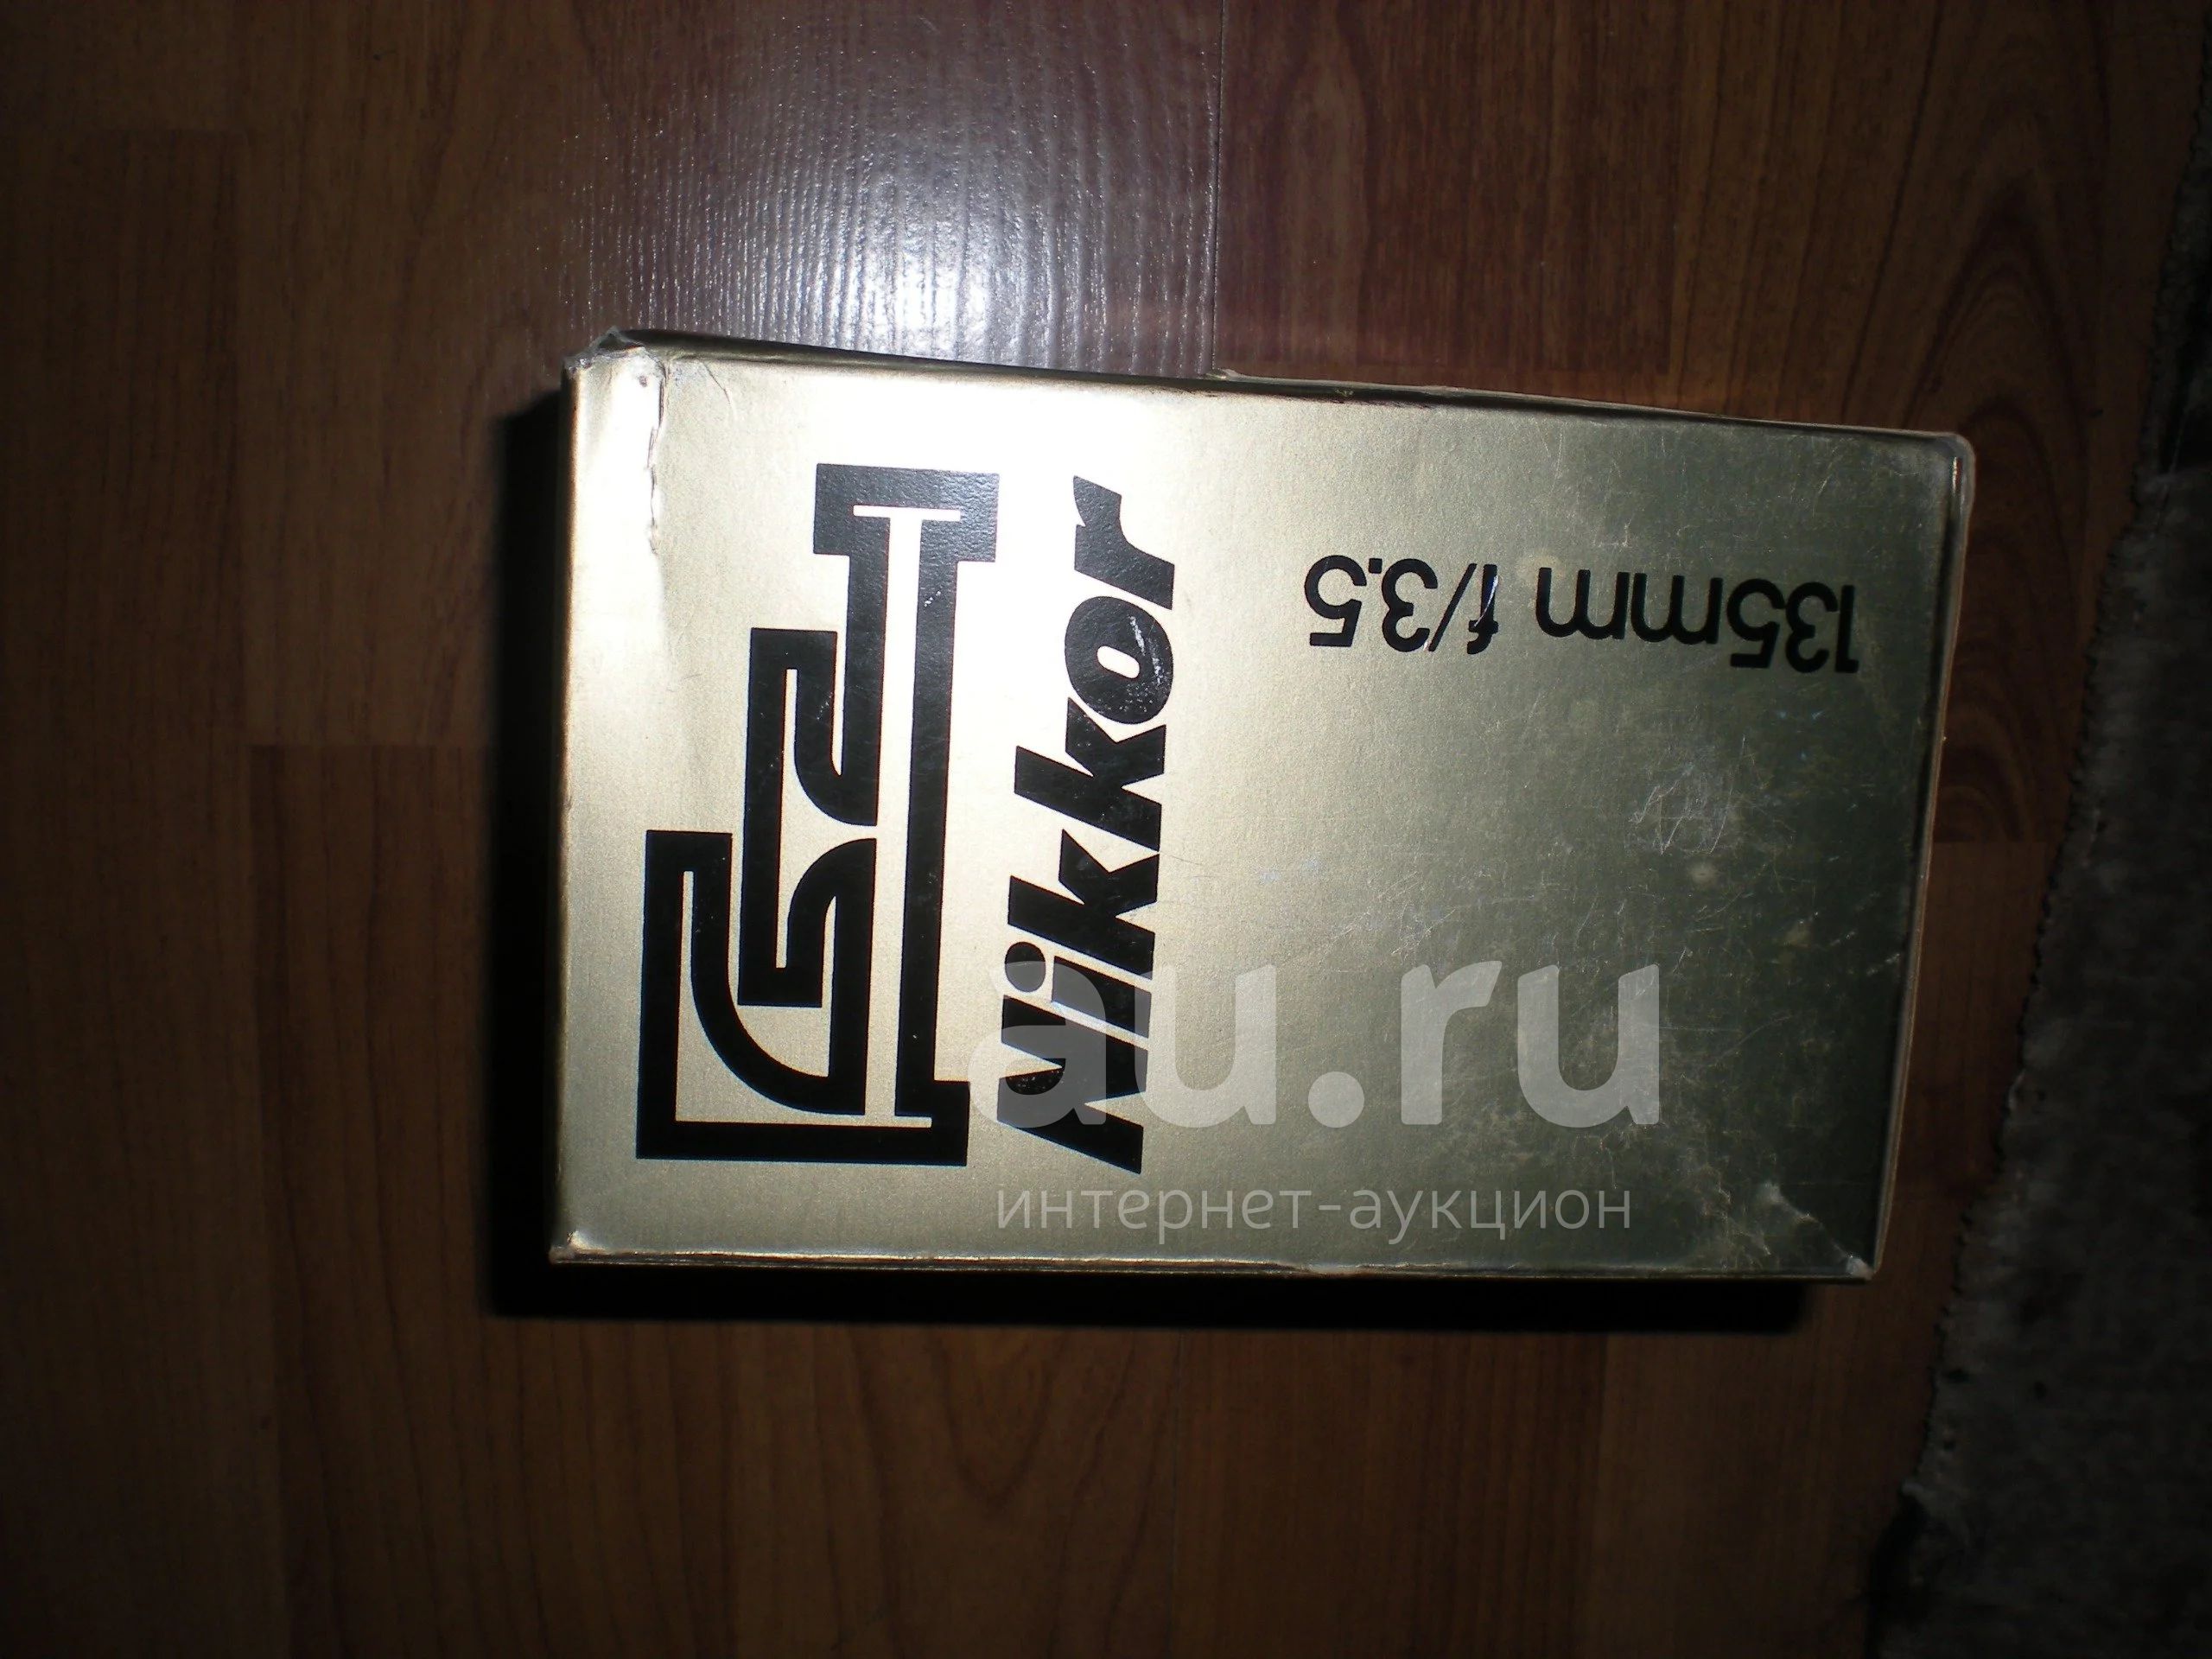 Nikkor
135mm f/3.5
au.ru
интернет-аукцион